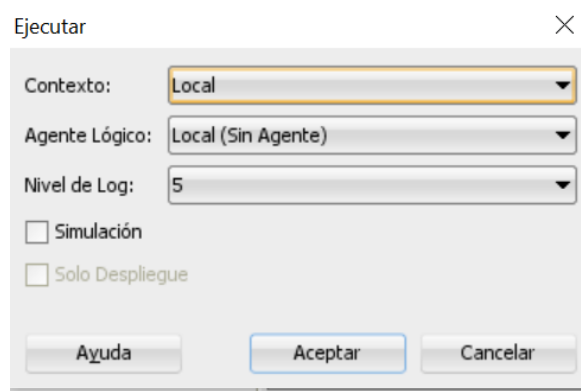 Ejecutar
Contexto: Local
Agente Lógico: Local (Sin Agente)
Nivel de Log: 5
Simulación
Solo Despliegue
Ayuda Aceptar Cancelar